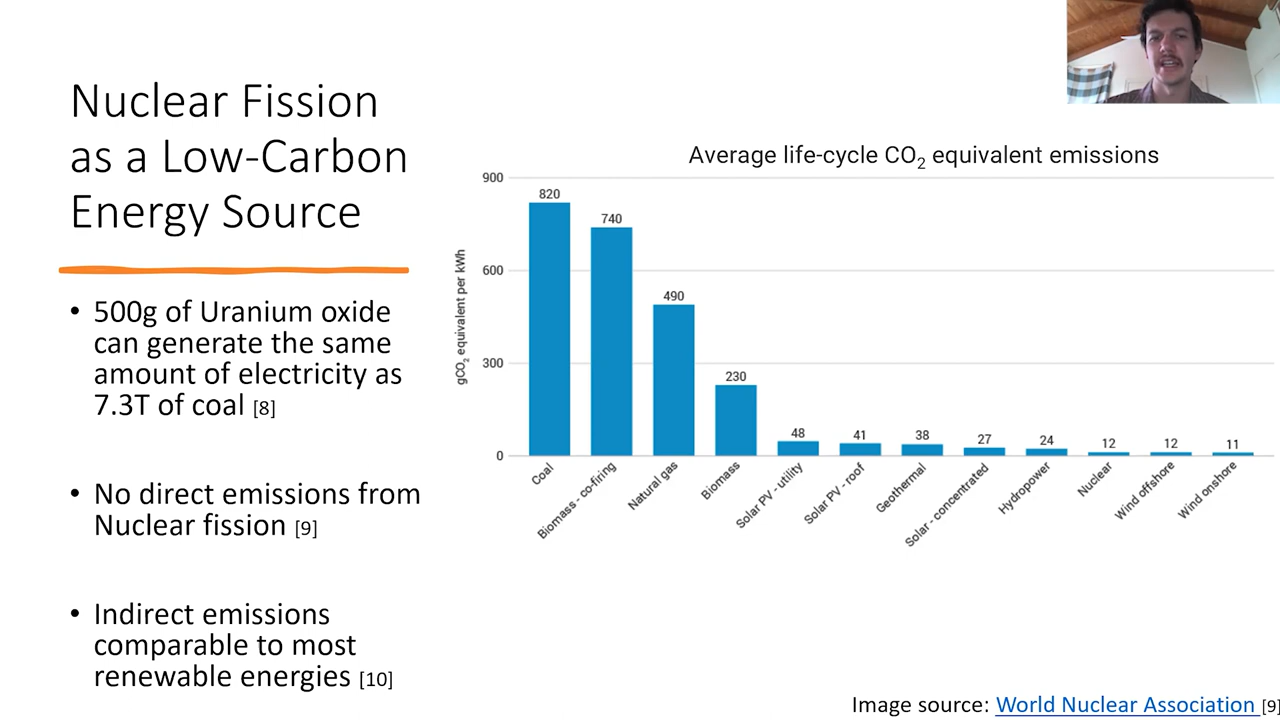 Nuclear Fission
as a Low-Carbon
Energy Source
• 500g of Uranium oxide
can generate the same
amount of electricity as
7.3T of coal [8]
• No direct emissions from
Nuclear fission [9]
• Indirect emissions
comparable to most
renewable energies [10]
Average life-cycle CO₂ equivalent emissions
gCO₂ equivalent per kWh
900
600
300
0
820
740
490
230
48
41
38
27
24
12
12
11
Coal
Biomass - co-firing
Natural gas
Biomass
Solar PV - utility
Solar PV - roof
Geothermal
Solar - concentrated
Hydropower
Nuclear
Wind offshore
Wind onshore
Image source: World Nuclear Association [9]